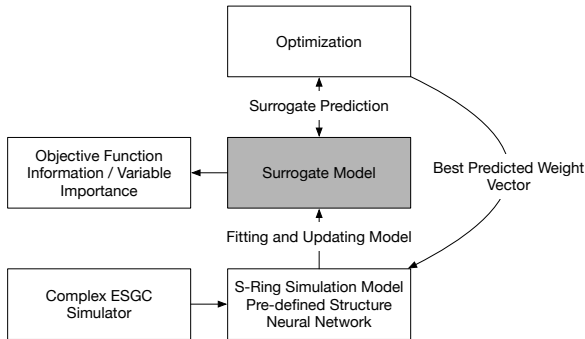 Optimization
Surrogate Prediction
Objective Function
Information / Variable
Importance
Surrogate Model
Best Predicted Weight
Vector
Fitting and Updating Model
Complex ESGC
Simulator
S-Ring Simulation Model
Pre-defined Structure
Neural Network